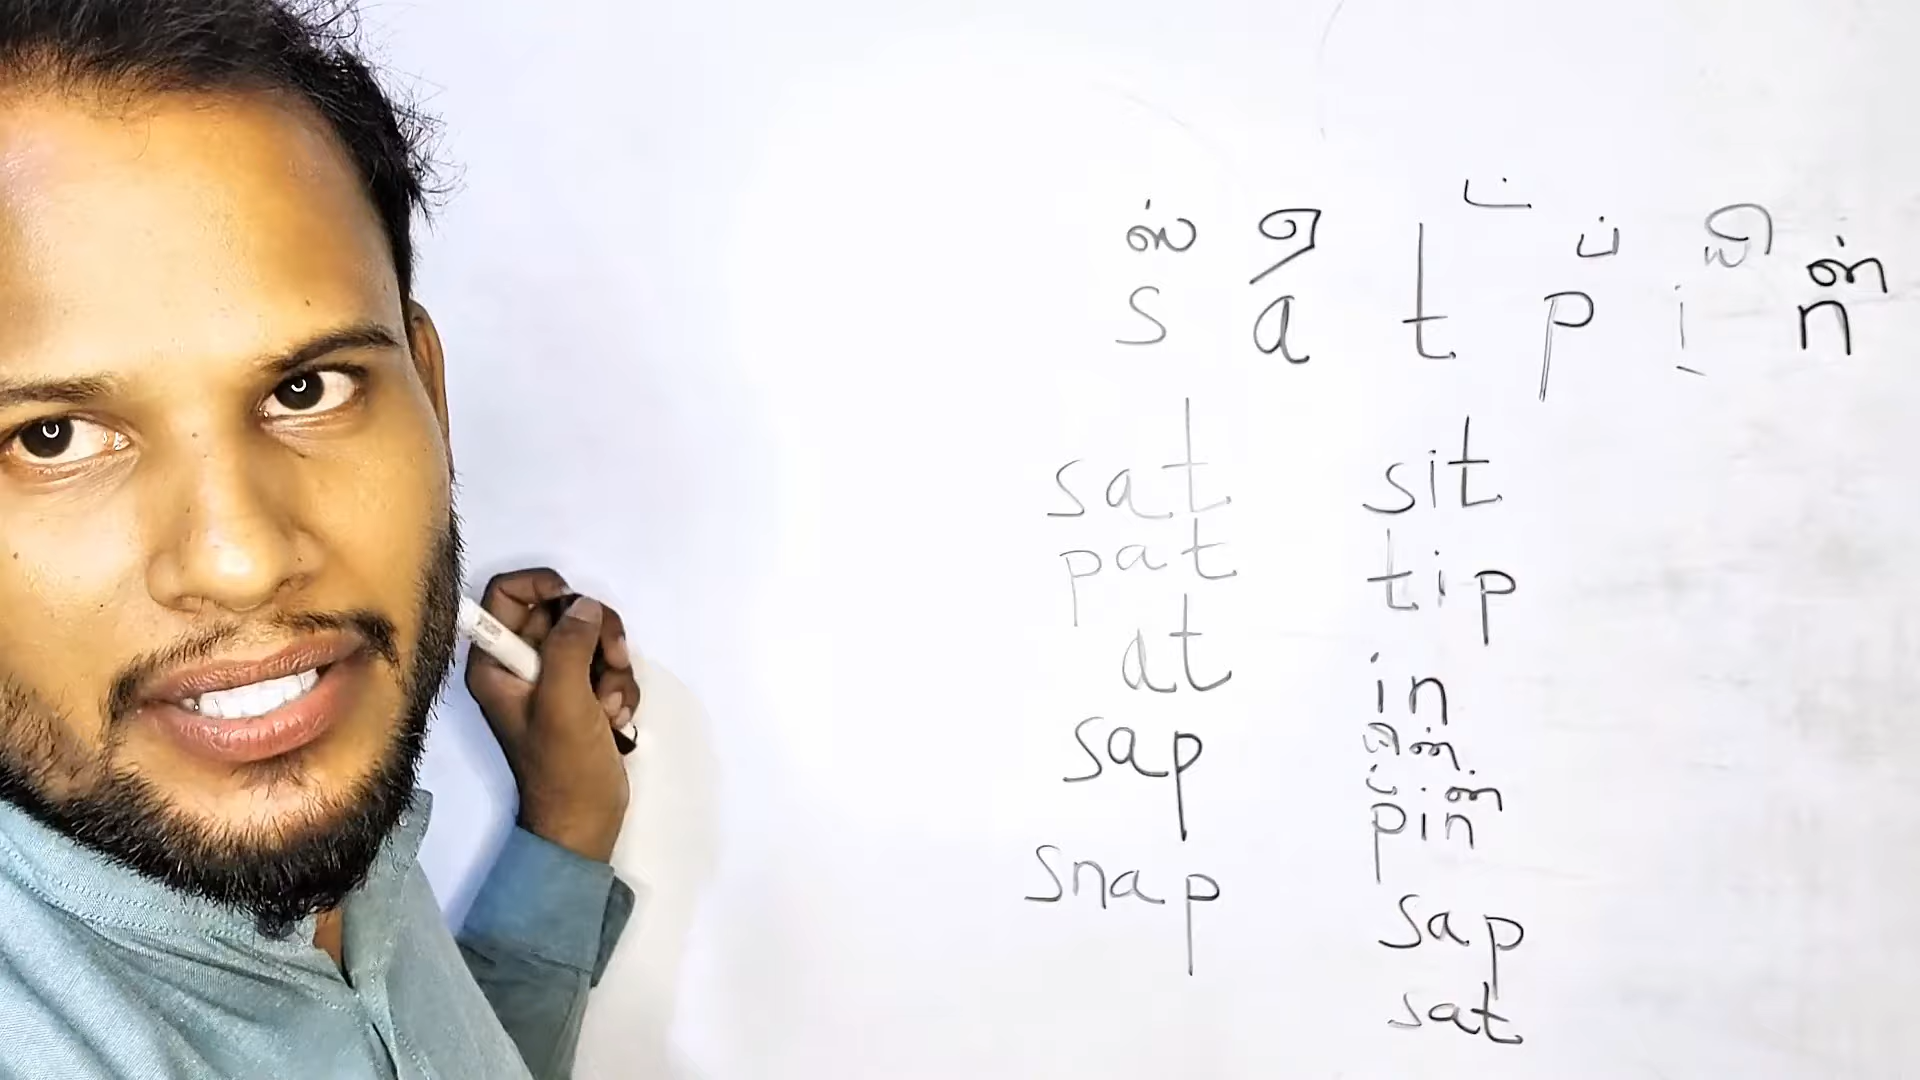 ஸ் ஏ ட் ப் யி ன்
s a t p i n
sat sit
pat tip
at in
sap
pin
snap sap
sat